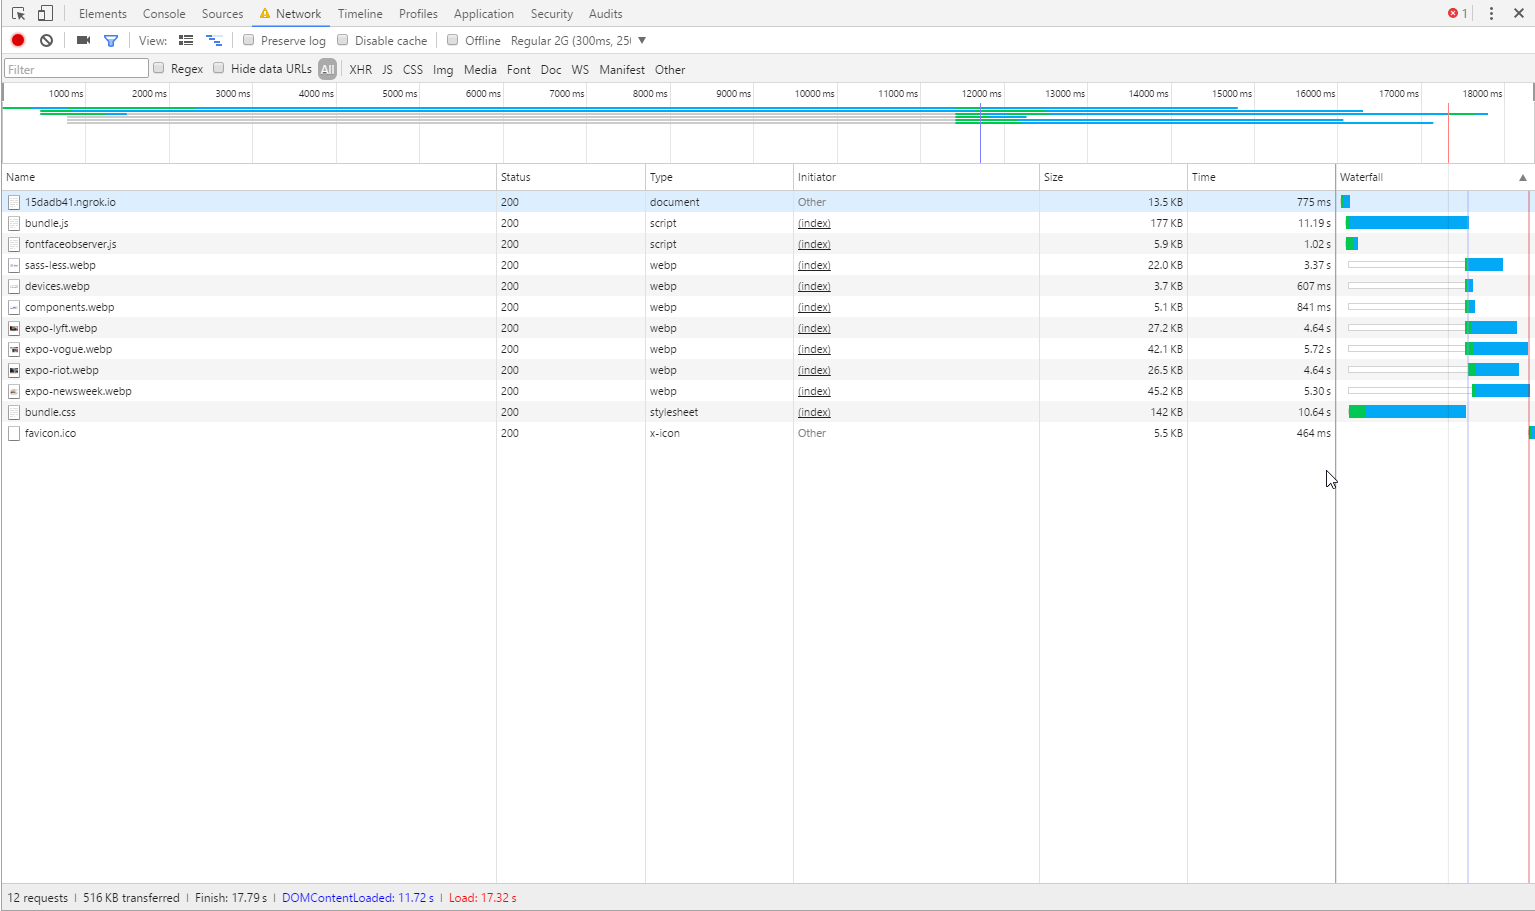 Elements Console Sources Network Timeline Profiles Application Security Audits 1
View: Preserve log Disable cache Offline Regular 2G (300ms, 25
Filter Regex Hide data URLs All XHR JS CSS Img Media Font Doc WS Manifest Other
1000 ms 2000 ms 3000 ms 4000 ms 5000 ms 6000 ms 7000 ms 8000 ms 9000 ms 10000 ms 11000 ms 12000 ms 13000 ms 14000 ms 15000 ms 16000 ms 17000 ms 18000 ms
Name Status Type Initiator Size Time Waterfall
15dadb41.ngrok.io 200 document Other 13.5 KB 775 ms
bundle.js 200 script (index) 177 KB 11.19 s
fontfaceobserver.js 200 script (index) 5.9 KB 1.02 s
sass-less.webp 200 webp (index) 22.0 KB 3.37 s
devices.webp 200 webp (index) 3.7 KB 607 ms
components.webp 200 webp (index) 5.1 KB 841 ms
expo-lyft.webp 200 webp (index) 27.2 KB 4.64 s
expo-vogue.webp 200 webp (index) 42.1 KB 5.72 s
expo-riot.webp 200 webp (index) 26.5 KB 4.64 s
expo-newsweek.webp 200 webp (index) 45.2 KB 5.30 s
bundle.css 200 stylesheet (index) 142 KB 10.64 s
favicon.ico 200 x-icon Other 5.5 KB 464 ms
12 requests | 516 KB transferred | Finish: 17.79 s | DOMContentLoaded: 11.72 s | Load: 17.32 s